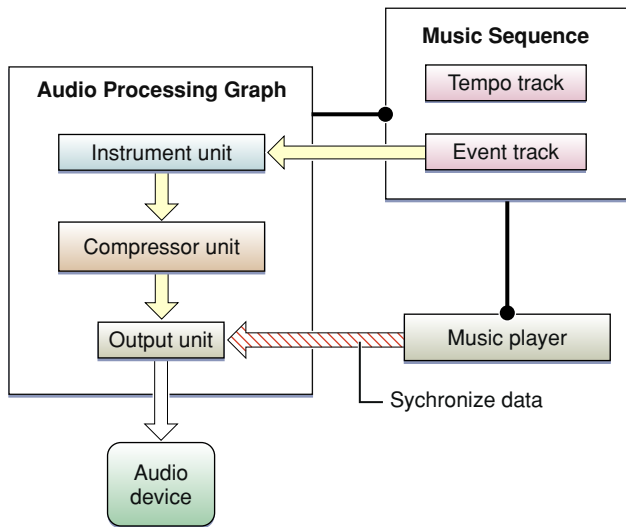 Music Sequence
Tempo track
Event track
Audio Processing Graph
Instrument unit
Compressor unit
Output unit
Music player
Sychronize data
Audio
device